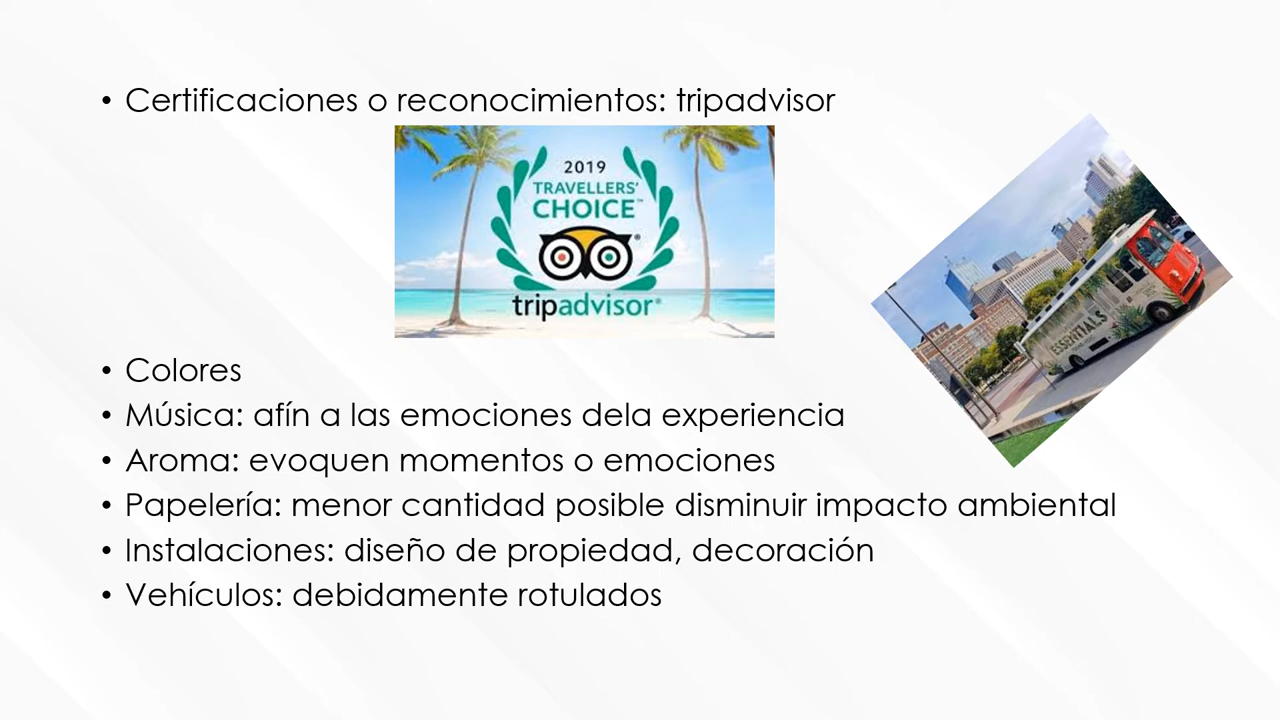 • Certificaciones o reconocimientos: tripadvisor
2019
TRAVELLERS'
CHOICE™
tripadvisor®
ESSENTIALS
• Colores
• Música: afín a las emociones dela experiencia
• Aroma: evoquen momentos o emociones
• Papelería: menor cantidad posible disminuir impacto ambiental
• Instalaciones: diseño de propiedad, decoración
• Vehículos: debidamente rotulados